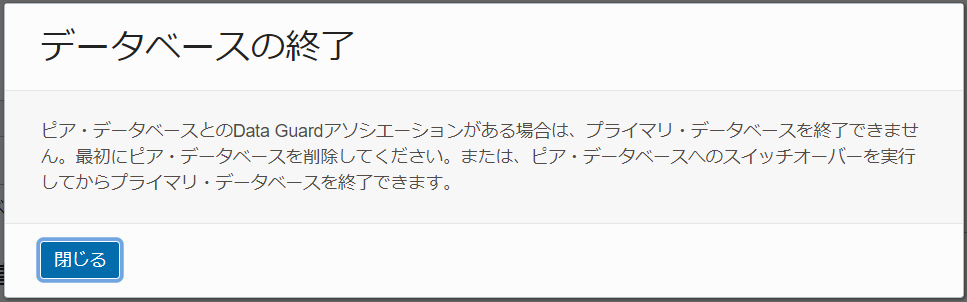 データベースの終了
ピア・データベースとのData Guardアソシエーションがある場合は、プライマリ・データベースを終了できませ
ん。最初にピア・データベースを削除してください。または、ピア・データベースへのスイッチオーバーを実行
してからプライマリ・データベースを終了できます。
閉じる